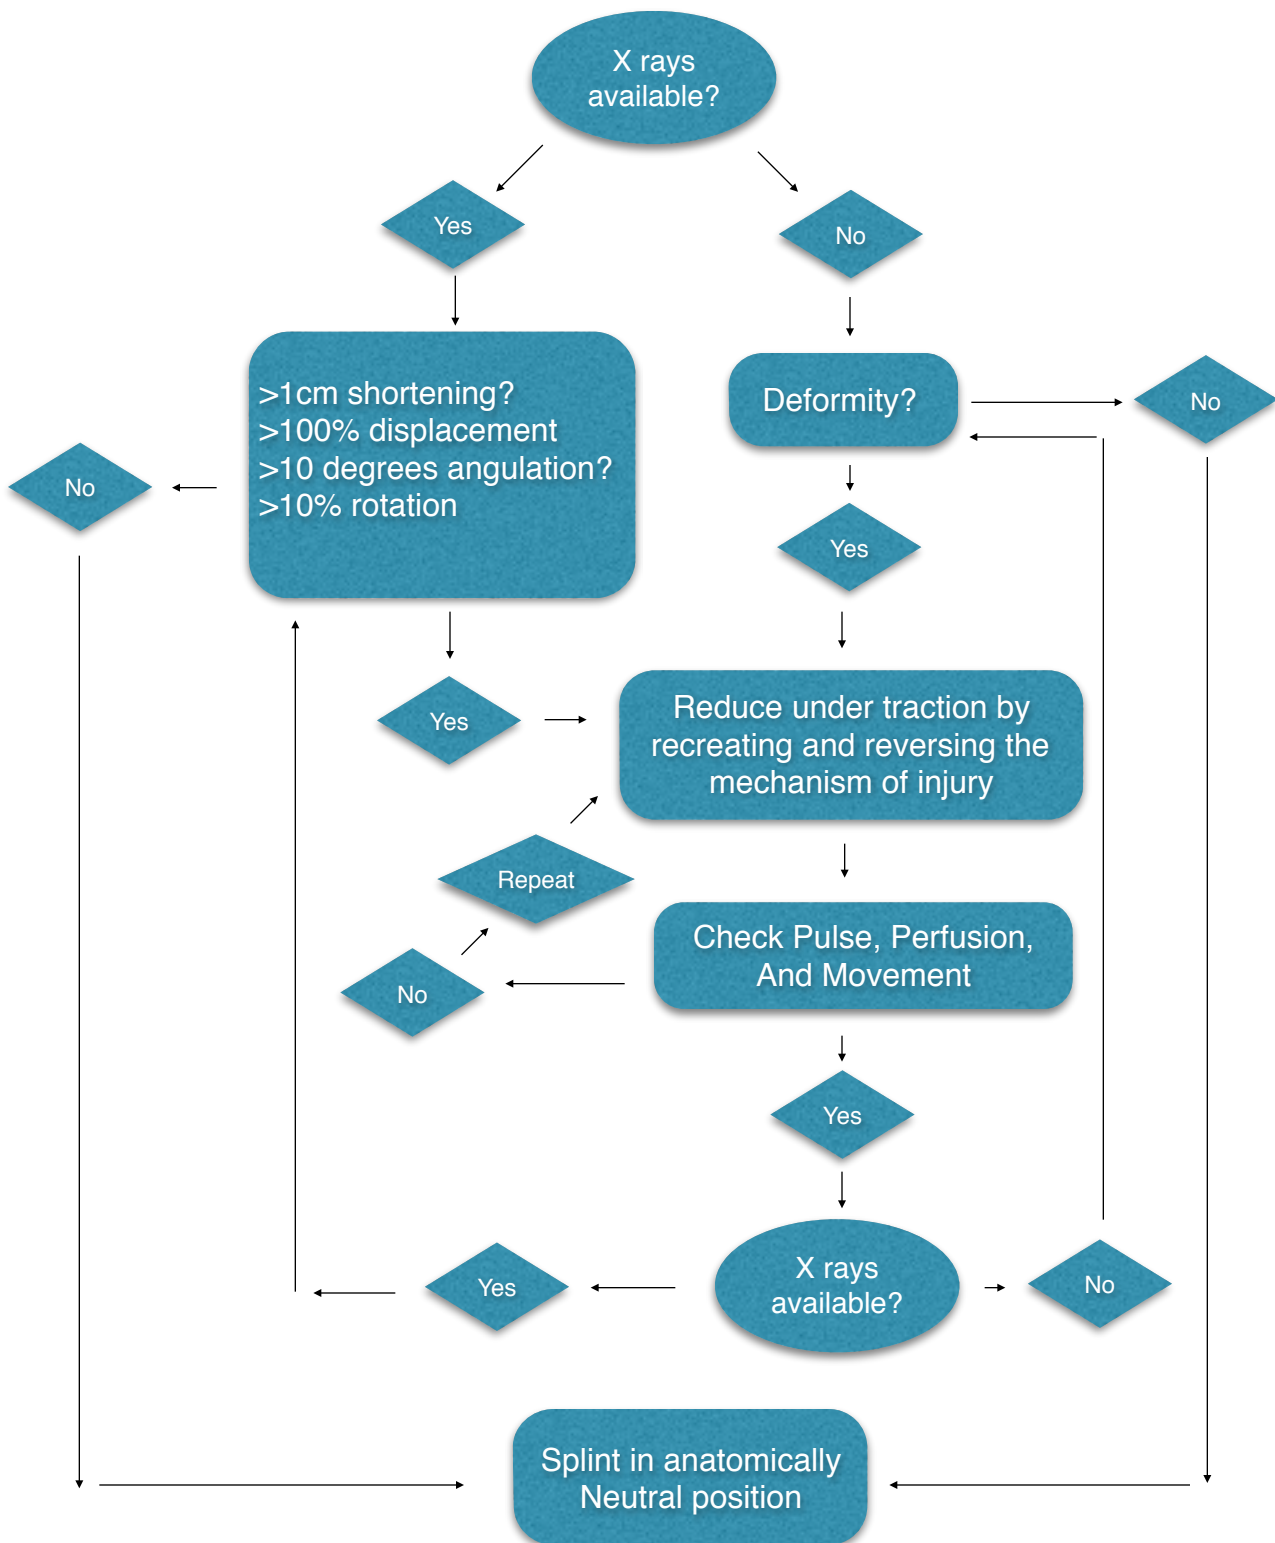 X rays
available?
Yes
No
>1cm shortening?
>100% displacement
>10 degrees angulation?
>10% rotation
Deformity?
No
No
Yes
Yes
Reduce under traction by
recreating and reversing the
mechanism of injury
Repeat
Check Pulse, Perfusion,
And Movement
No
Yes
X rays
available?
Yes
No
Splint in anatomically
Neutral position